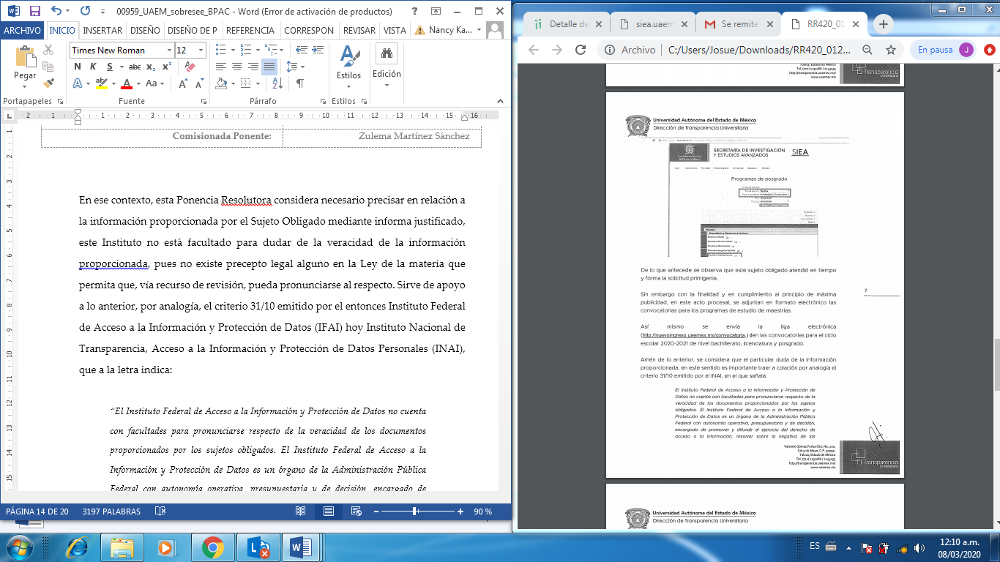 00959_UAEM_sobresee_BPAC - Word (Error de activación de productos)
ARCHIVO INICIO INSERTAR DISEÑO DISEÑO DE P REFERENCIA CORRESPON REVISAR VISTA Nancy Ka...
Times New Roman 12
Pegar
N K S abc x₂ x²
Estilos
Edición
Portapapeles Fuente Párrafo Estilos
Comisionada Ponente: Zulema Martínez Sánchez
En ese contexto, esta Ponencia Resolutora considera necesario precisar en relación a
la información proporcionada por el Sujeto Obligado mediante informa justificado,
este Instituto no está facultado para dudar de la veracidad de la información
proporcionada, pues no existe precepto legal alguno en la Ley de la materia que
permita que, vía recurso de revisión, pueda pronunciarse al respecto. Sirve de apoyo
a lo anterior, por analogía, el criterio 31/10 emitido por el entonces Instituto Federal
de Acceso a la Información y Protección de Datos (IFAI) hoy Instituto Nacional de
Transparencia, Acceso a la Información y Protección de Datos Personales (INAI),
que a la letra indica:
“El Instituto Federal de Acceso a la Información y Protección de Datos no cuenta
con facultades para pronunciarse respecto de la veracidad de los documentos
proporcionados por los sujetos obligados. El Instituto Federal de Acceso a la
Información y Protección de Datos es un órgano de la Administración Pública
Federal con autonomía operativa, presupuestaria y de decisión, encargado de
PÁGINA 14 DE 20 3197 PALABRAS 90 %
Detalle de siea.uaem Se remite RR420_01
Archivo C:/Users/Josue/Downloads/RR420_012... En pausa J
Toluca, Estado de México
http://transparencia.uaemex.mx/
www.uaemex.mx
Transparencia
Universitaria
Universidad Autónoma del Estado de México
Dirección de Transparencia Universitaria
SECRETARÍA DE INVESTIGACIÓN
Y ESTUDIOS AVANZADOS
SIEA
Programas de posgrado
De lo que antecede se observa que este sujeto obligado atendió en tiempo
y forma la solicitud primigenia.
Sin embargo con la finalidad y en cumplimiento al principio de máxima
publicidad, en este acto procesal, se adjuntan en formato electrónico las
convocatorias para los programas de estudio de maestrías.
7
Así mismo se envía la liga electrónica
(http://nuevoingreso.uaemex.mx/convocatoria,) den las convocatorias para el ciclo
escolar 2020-2021 de nivel bachillerato, licenciatura y posgrado.
Amén de lo anterior, se considera que el particular duda de la información
proporcionada, en este sentido es importante traer a colación por analogía el
criterio 31/10 emitido por el INAI, en el que señala:
El Instituto Federal de Acceso a la Información y Protección de
Datos no cuenta con facultades para pronunciarse respecto de la
veracidad de los documentos proporcionados por los sujetos
obligados. El Instituto Federal de Acceso a la Información y
Protección de Datos es un órgano de la Administración Pública
Federal con autonomía operativa, presupuestaria y de decisión,
encargado de promover y difundir el ejercicio del derecho de
acceso a la información; resolver sobre la negativa de las
Valentín Gómez Farías Ote. No. 200,
Col. 5 de Mayo. C.P. 50090.
Toluca, Estado de México
http://transparencia.uaemex.mx/
www.uaemex.mx
Transparencia
Universitaria
Universidad Autónoma del Estado de México
Dirección de Transparencia Universitaria
ES
12:10 a.m.
08/03/2020